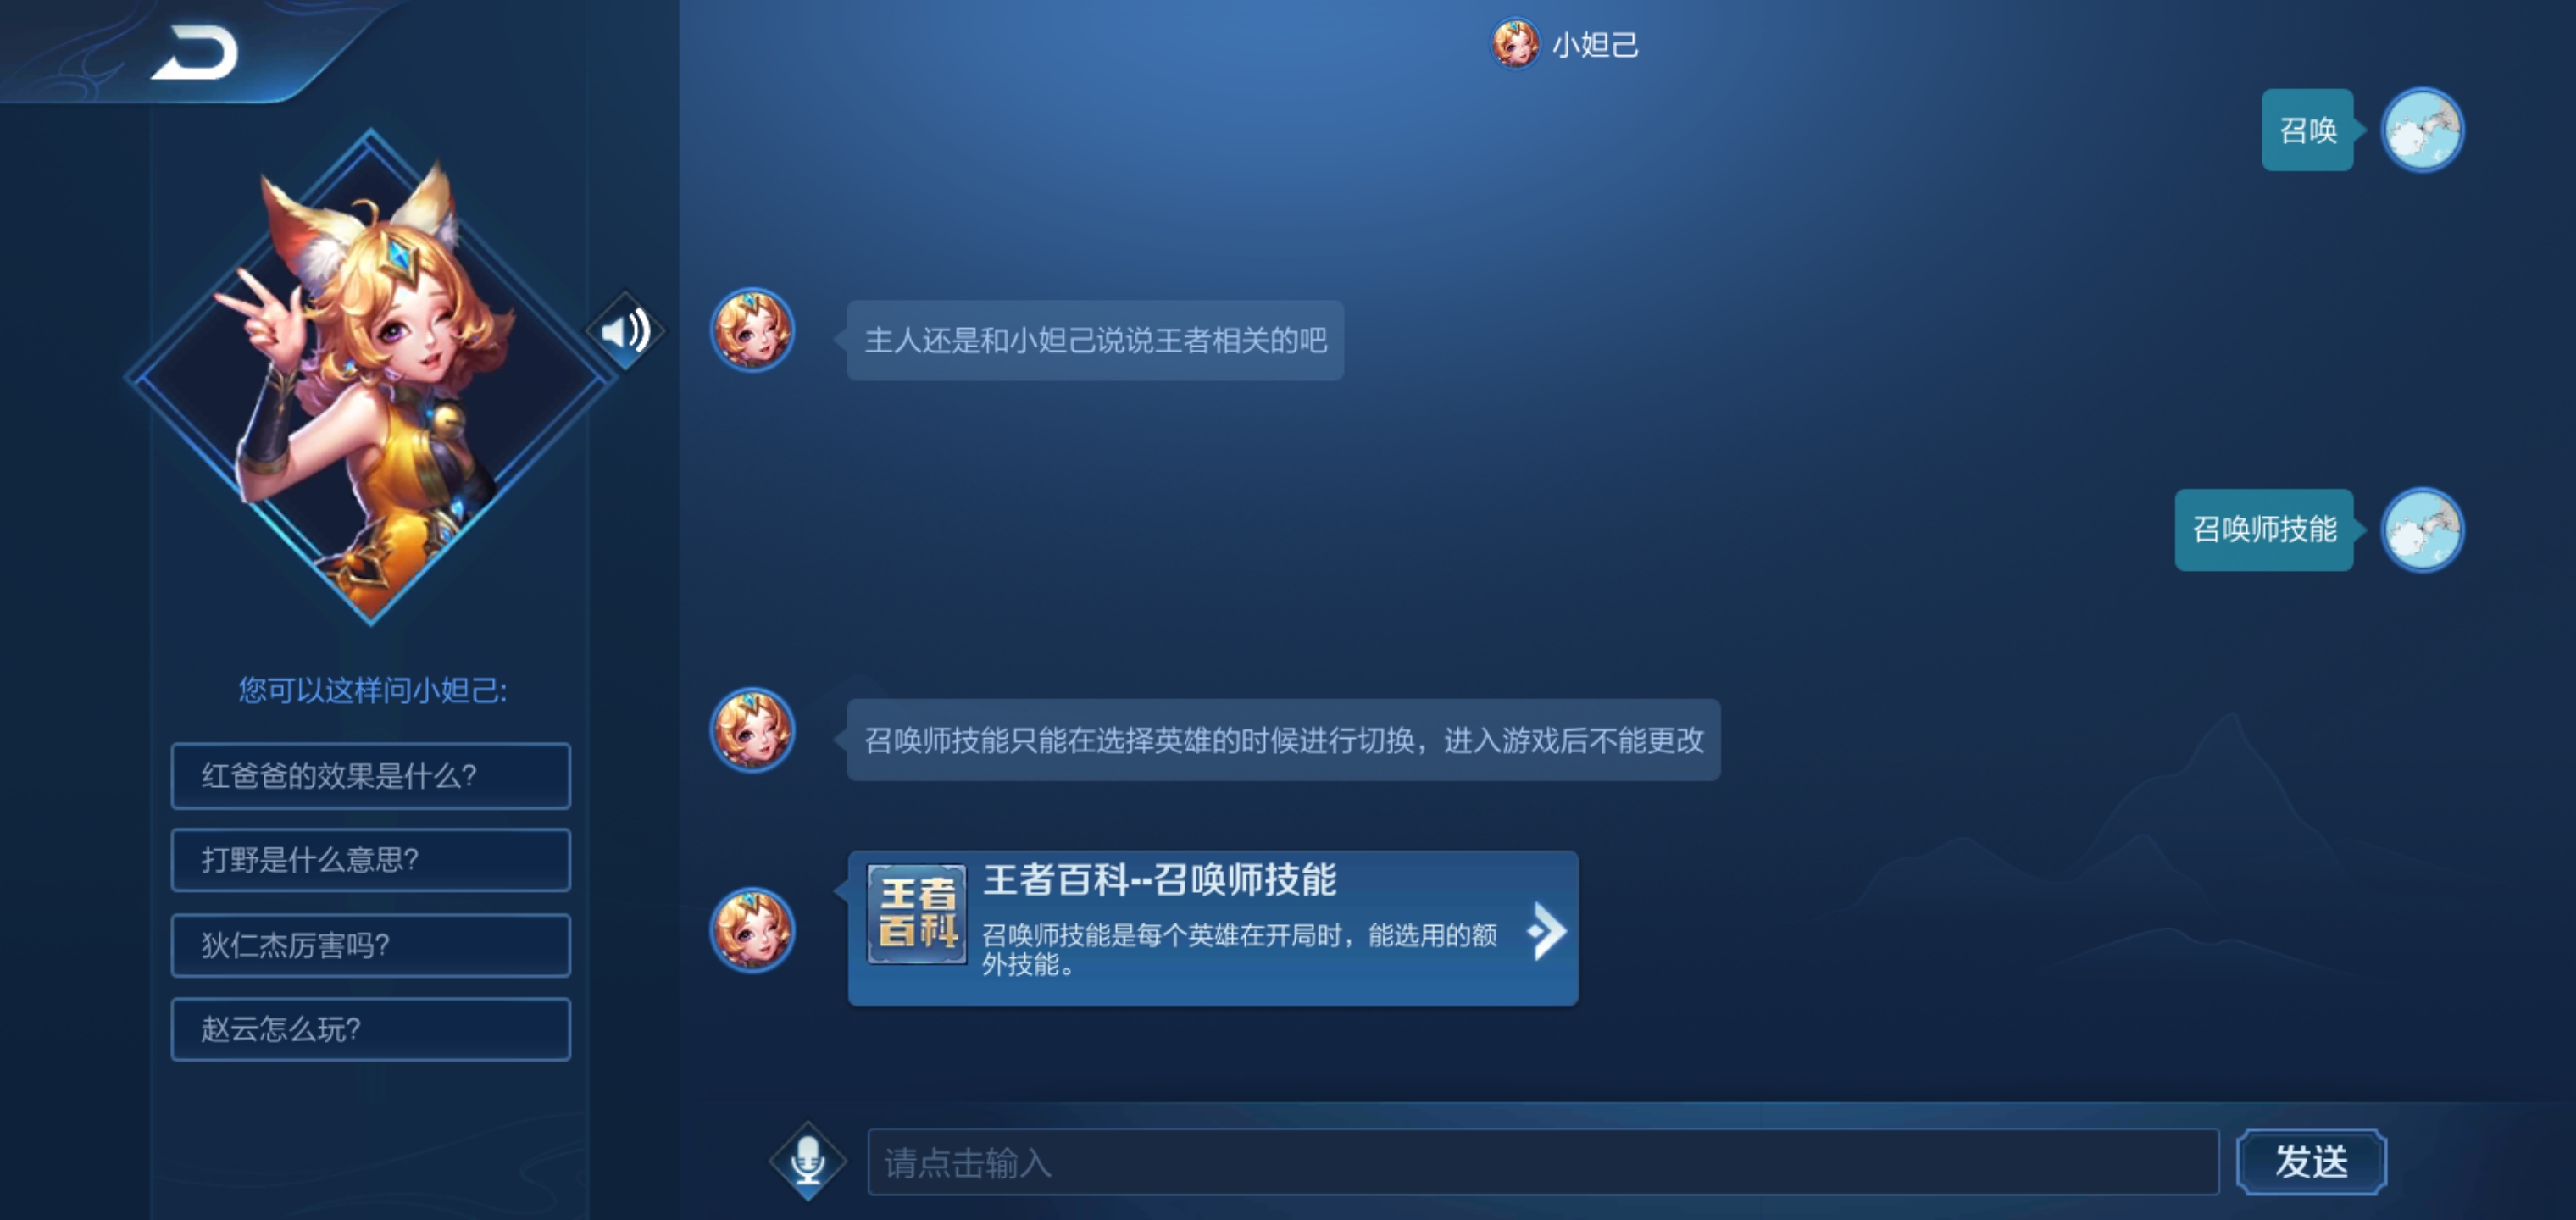 小妲己
召唤
主人还是和小妲己说说王者相关的吧
召唤师技能
召唤师技能只能在选择英雄的时候进行切换，进入游戏后不能更改
王者百科
王者百科--召唤师技能
召唤师技能是每个英雄在开局时，能选用的额
外技能。
您可以这样问小妲己:
红爸爸的效果是什么?
打野是什么意思?
狄仁杰厉害吗?
赵云怎么玩?
请点击输入
发送